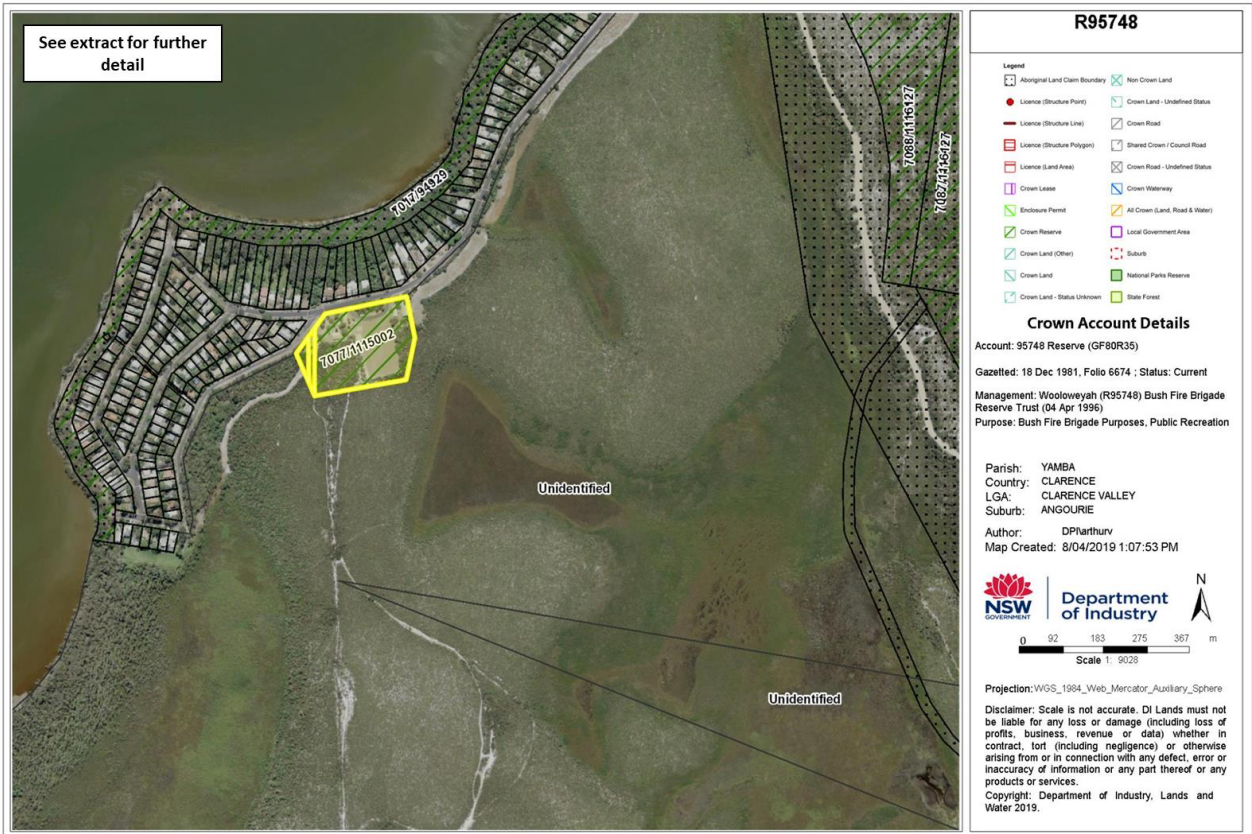 See extract for further
detail
7017/94929
7088/1116127
7087/1116127
7077/1115002
Unidentified
Unidentified
R95748
Legend
Aboriginal Land Claim Boundary
Non Crown Land
Licence (Structure Point)
Crown Land - Undefined Status
Licence (Structure Line)
Crown Road
Licence (Structure Polygon)
Shared Crown / Council Road
Licence (Land Area)
Crown Road - Undefined Status
Crown Lease
Crown Waterway
Enclosure Permit
All Crown (Land, Road & Water)
Crown Reserve
Local Government Area
Crown Land (Other)
Suburb
Crown Land
National Parks Reserve
Crown Land - Status Unknown
State Forest
Crown Account Details
Account: 95748 Reserve (GF80R35)
Gazetted: 18 Dec 1981, Folio 6674 ; Status: Current
Management: Wooloweyah (R95748) Bush Fire Brigade
Reserve Trust (04 Apr 1996)
Purpose: Bush Fire Brigade Purposes, Public Recreation
Parish: YAMBA
Country: CLARENCE
LGA: CLARENCE VALLEY
Suburb: ANGOURIE
Author: DPI\arthurv
Map Created: 8/04/2019 1:07:53 PM
NSW
GOVERNMENT
Department
of Industry
N
0 92 183 275 367 m
Scale 1: 9028
Projection: WGS_1984_Web_Mercator_Auxiliary_Sphere
Disclaimer: Scale is not accurate. DI Lands must not
be liable for any loss or damage (including loss of
profits, business, revenue or data) whether in
contract, tort (including negligence) or otherwise
arising from or in connection with any defect, error or
inaccuracy of information or any part thereof or any
products or services.
Copyright: Department of Industry, Lands and
Water 2019.